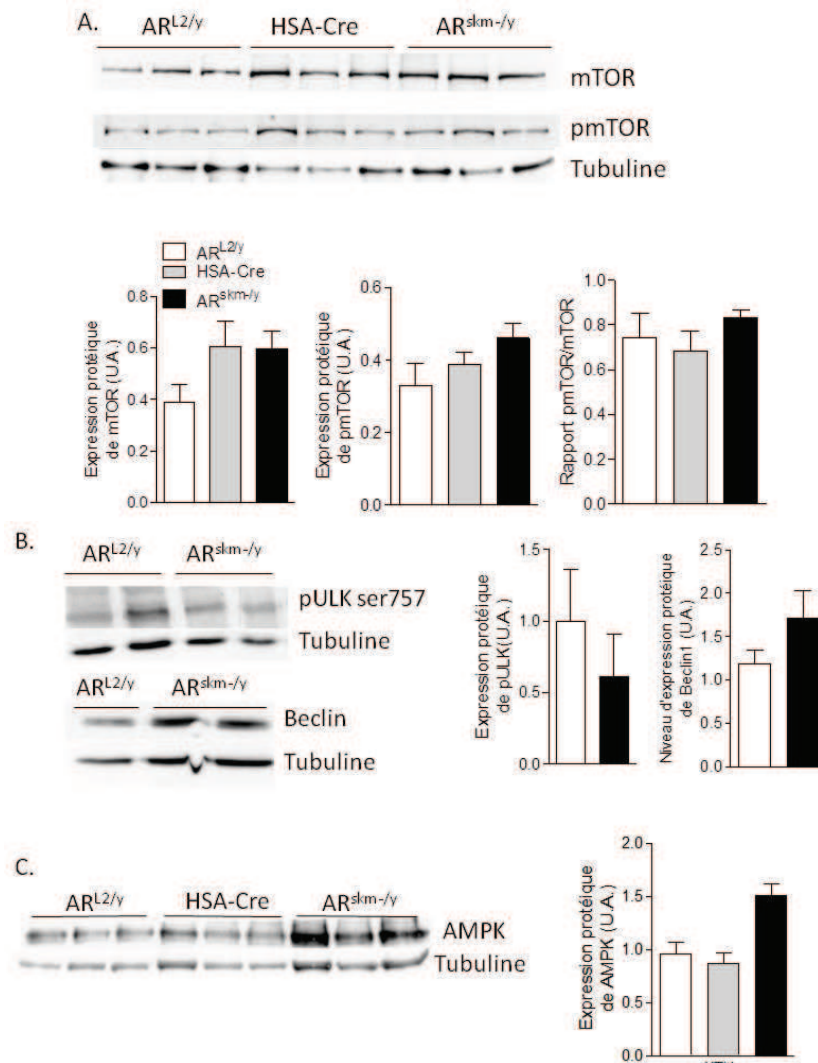 A.
AR^L2/y HSA-Cre AR^skm-/y
mTOR
pmTOR
Tubuline
AR^L2/y
HSA-Cre
AR^skm-/y
Expression protéique
de mTOR (U.A.)
0.8
0.6
0.4
0.2
0.0
Expression protéique
de pmTOR (U.A.)
0.6
0.4
0.2
0.0
Rapport pmTOR/mTOR
1.0
0.8
0.6
0.4
0.2
0.0
B.
AR^L2/y AR^skm-/y
pULK ser757
Tubuline
AR^L2/y AR^skm-/y
Beclin
Tubuline
Expression protéique
de pULK(U.A.)
1.5
1.0
0.5
0.0
Niveau d'expression protéique
de Beclin1 (U.A.)
2.5
2.0
1.5
1.0
0.5
0.0
C.
AR^L2/y HSA-Cre AR^skm-/y
AMPK
Tubuline
Expression protéique
de AMPK (U.A.)
2.0
1.5
1.0
0.5
0.0